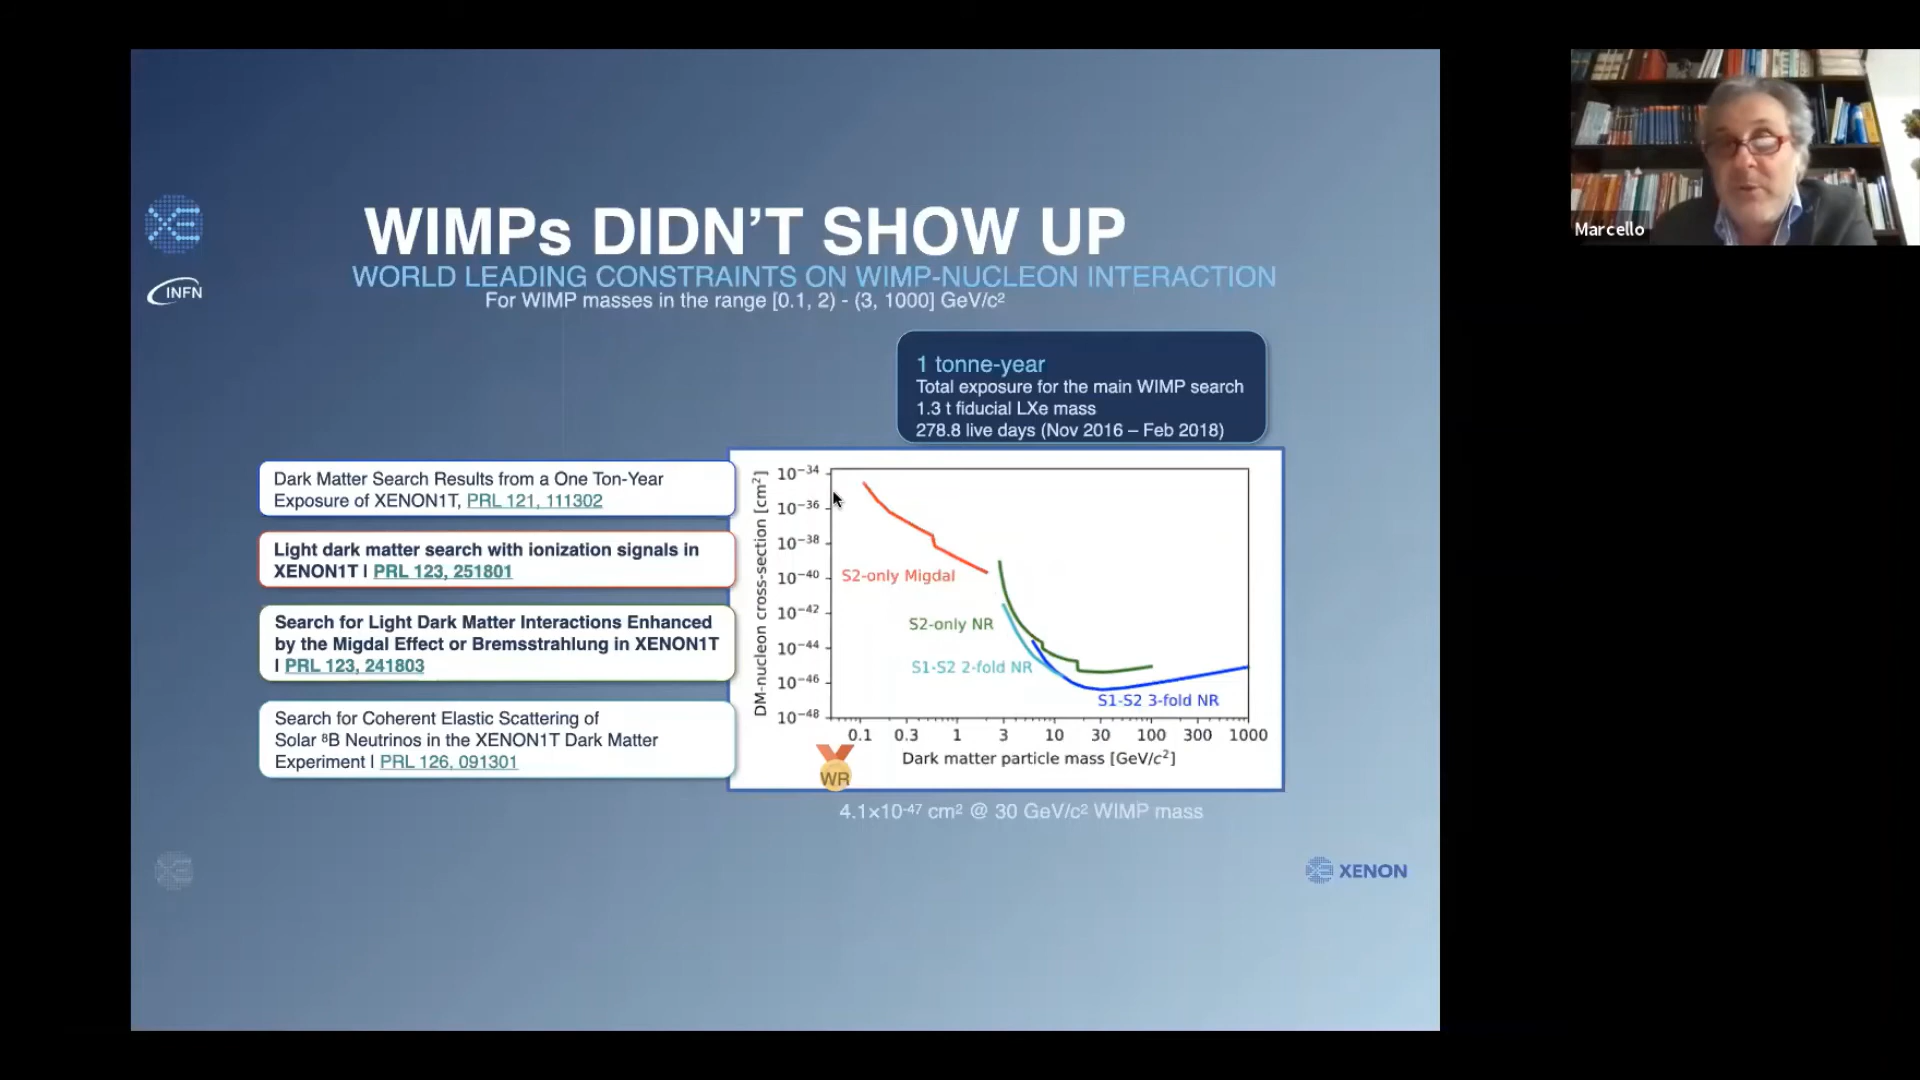 WIMPs DIDN’T SHOW UP
WORLD LEADING CONSTRAINTS ON WIMP-NUCLEON INTERACTION
For WIMP masses in the range [0.1, 2) - (3, 1000] GeV/c²
XE
INFN
Marcello
1 tonne-year
Total exposure for the main WIMP search
1.3 t fiducial LXe mass
278.8 live days (Nov 2016 – Feb 2018)
Dark Matter Search Results from a One Ton-Year
Exposure of XENON1T, PRL 121, 111302
Light dark matter search with ionization signals in
XENON1T | PRL 123, 251801
Search for Light Dark Matter Interactions Enhanced
by the Migdal Effect or Bremsstrahlung in XENON1T
| PRL 123, 241803
Search for Coherent Elastic Scattering of
Solar ⁸B Neutrinos in the XENON1T Dark Matter
Experiment | PRL 126, 091301
DM-nucleon cross-section [cm²]
10⁻³⁴
10⁻³⁶
10⁻³⁸
10⁻⁴⁰
10⁻⁴²
10⁻⁴⁴
10⁻⁴⁶
10⁻⁴⁸
S2-only Migdal
S2-only NR
S1-S2 2-fold NR
S1-S2 3-fold NR
0.1 0.3 1 3 10 30 100 300 1000
Dark matter particle mass [GeV/c²]
WR
4.1×10⁻⁴⁷ cm² @ 30 GeV/c² WIMP mass
XE
XENON